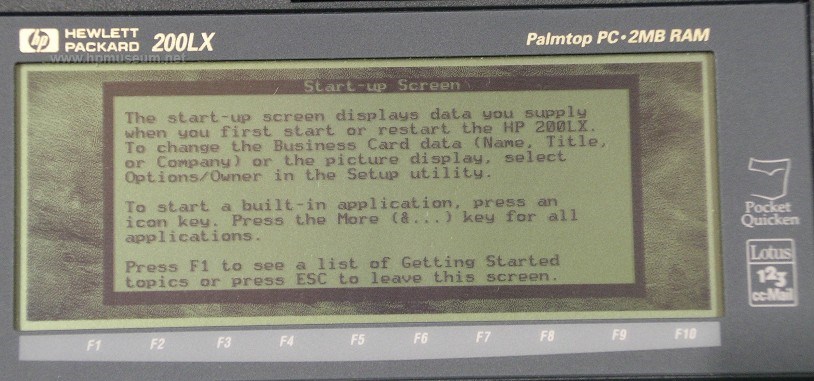 hp HEWLETT PACKARD 200LX
Palmtop PC•2MB RAM
www.hpmuseum.net
Start-up Screen
The start-up screen displays data you supply
when you first start or restart the HP 200LX.
To change the Business Card data (Name, Title,
or Company) or the picture display, select
Options/Owner in the Setup utility.
To start a built-in application, press an
icon key. Press the More (&...) key for all
applications.
Press F1 to see a list of Getting Started
topics or press ESC to leave this screen.
Pocket
Quicken
Lotus
123
cc:Mail
F1 F2 F3 F4 F5 F6 F7 F8 F9 F10